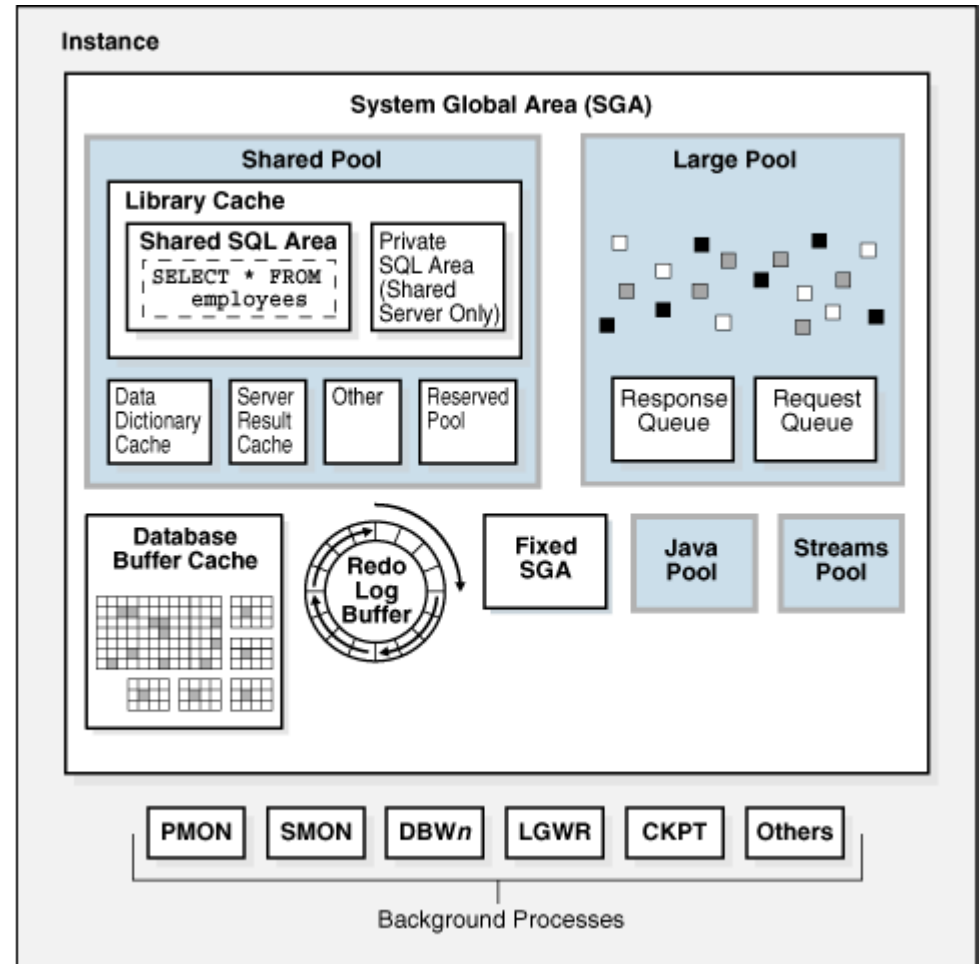 Instance
System Global Area (SGA)
Shared Pool
Library Cache
Shared SQL Area
SELECT * FROM
employees
Private
SQL Area
(Shared
Server Only)
Data
Dictionary
Cache
Server
Result
Cache
Other
Reserved
Pool
Large Pool
Response
Queue
Request
Queue
Database
Buffer Cache
Redo
Log
Buffer
Fixed
SGA
Java
Pool
Streams
Pool
PMON
SMON
DBWn
LGWR
CKPT
Others
Background Processes